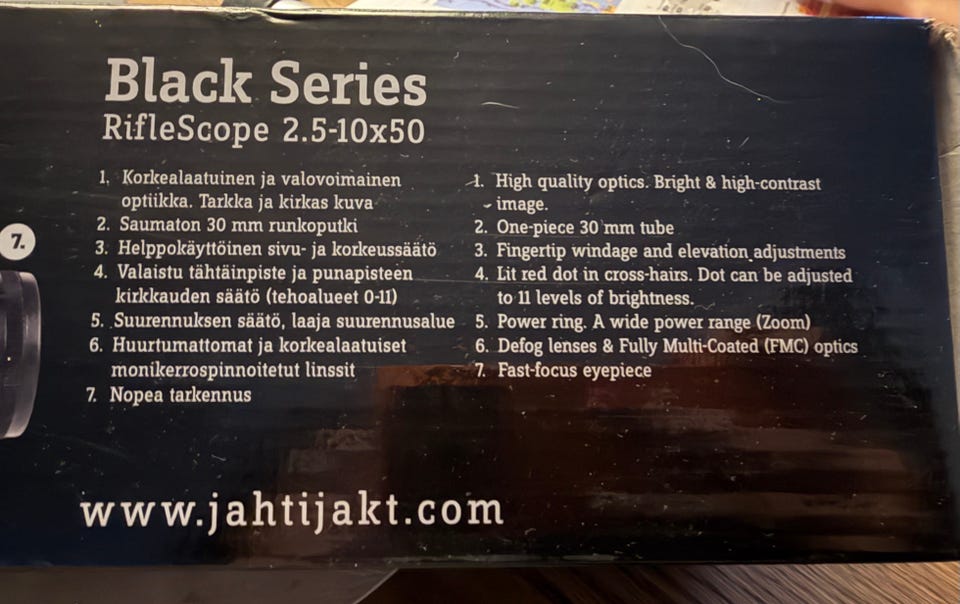 Black Series
RifleScope 2.5-10x50
1. Korkealaatuinen ja valovoimainen
optiikka. Tarkka ja kirkas kuva
2. Saumaton 30 mm runkoputki
3. Helppokäyttöinen sivu- ja korkeussäätö
4. Valaistu tähtäinpiste ja punapisteen
kirkkauden säätö (tehoalueet 0-11)
5. Suurennuksen säätö, laaja suurennusalue
6. Huurtumattomat ja korkealaatuiset
monikerrospinnoitetut linssit
7. Nopea tarkennus
1. High quality optics. Bright & high-contrast
image.
2. One-piece 30 mm tube
3. Fingertip windage and elevation adjustments
4. Lit red dot in cross-hairs. Dot can be adjusted
to 11 levels of brightness.
5. Power ring. A wide power range (Zoom)
6. Defog lenses & Fully Multi-Coated (FMC) optics
7. Fast-focus eyepiece
7.
www.jahtijakt.com